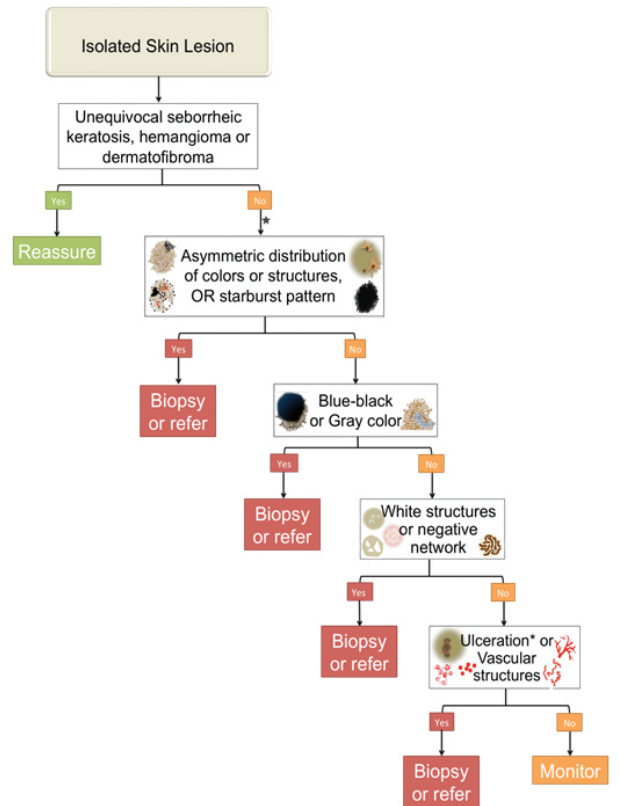 Isolated Skin Lesion
Unequivocal seborrheic
keratosis, hemangioma or
dermatofibroma
Yes
No
Reassure
Asymmetric distribution
of colors or structures,
OR starburst pattern
Yes
No
Biopsy
or refer
Blue-black
or Gray color
Yes
No
Biopsy
or refer
White structures
or negative
network
Yes
No
Biopsy
or refer
Ulceration* or
Vascular
structures
Yes
No
Biopsy
or refer
Monitor